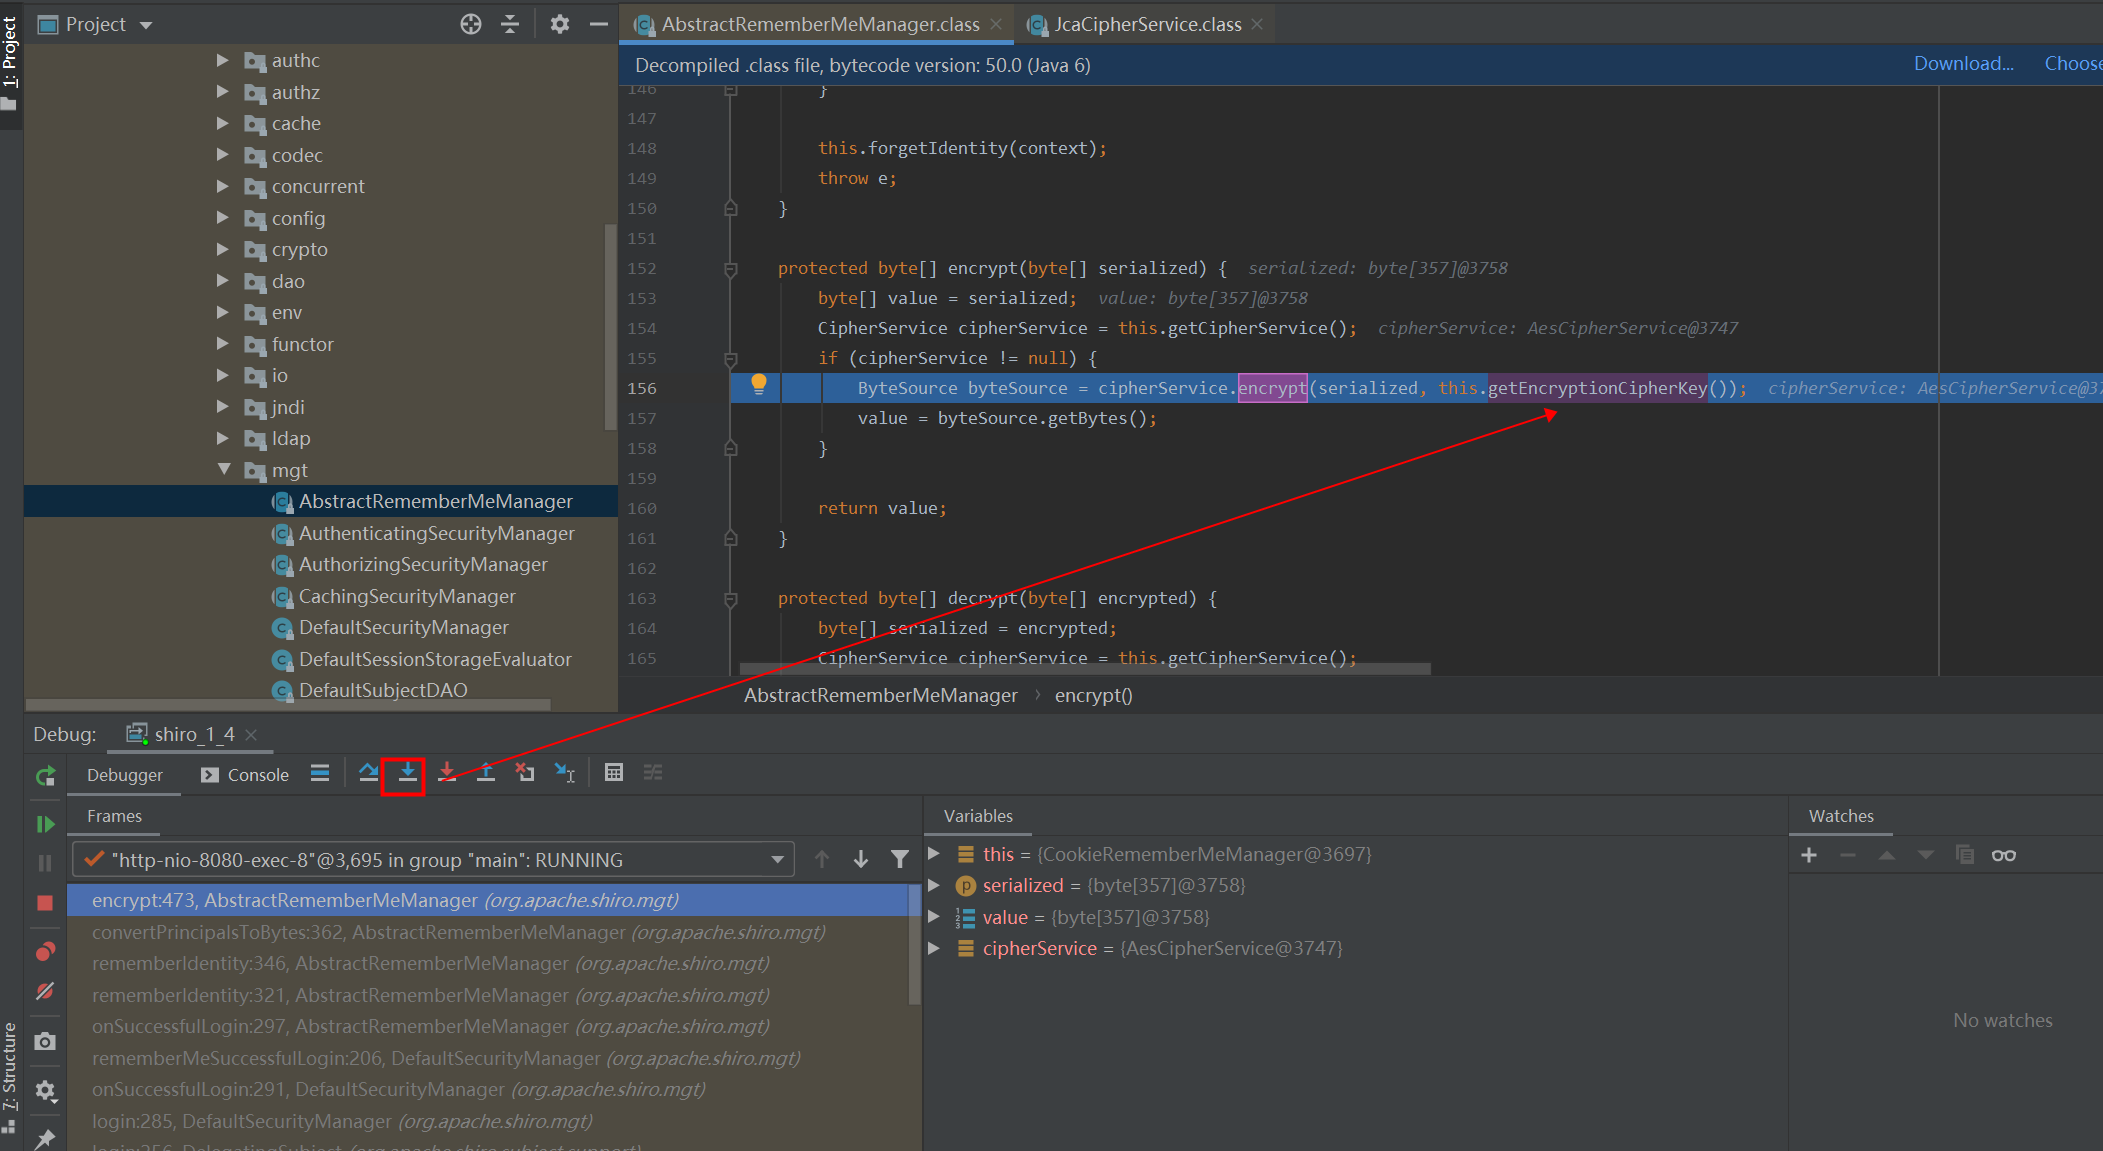 1: Project
Project
authc
authz
cache
codec
concurrent
config
crypto
dao
env
functor
io
jndi
ldap
mgt
AbstractRememberMeManager
AuthenticatingSecurityManager
AuthorizingSecurityManager
CachingSecurityManager
DefaultSecurityManager
DefaultSessionStorageEvaluator
DefaultSubjectDAO
AbstractRememberMeManager.class
JcaCipherService.class
Decompiled .class file, bytecode version: 50.0 (Java 6)
Download...
Choose
146 }
147
148 this.forgetIdentity(context);
149 throw e;
150 }
151
152 protected byte[] encrypt(byte[] serialized) { serialized: byte[357]@3758
153 byte[] value = serialized; value: byte[357]@3758
154 CipherService cipherService = this.getCipherService(); cipherService: AesCipherService@3747
155 if (cipherService != null) {
156 ByteSource byteSource = cipherService.encrypt(serialized, this.getEncryptionCipherKey()); cipherService: AesCipherService@37
157 value = byteSource.getBytes();
158 }
159
160 return value;
161 }
162
163 protected byte[] decrypt(byte[] encrypted) {
164 byte[] serialized = encrypted;
165 CipherService cipherService = this.getCipherService();
AbstractRememberMeManager › encrypt()
Debug:
shiro_1_4
Debugger
Console
Frames
"http-nio-8080-exec-8"@3,695 in group "main": RUNNING
encrypt:473, AbstractRememberMeManager (org.apache.shiro.mgt)
convertPrincipalsToBytes:362, AbstractRememberMeManager (org.apache.shiro.mgt)
rememberIdentity:346, AbstractRememberMeManager (org.apache.shiro.mgt)
rememberIdentity:321, AbstractRememberMeManager (org.apache.shiro.mgt)
onSuccessfulLogin:297, AbstractRememberMeManager (org.apache.shiro.mgt)
rememberMeSuccessfulLogin:206, DefaultSecurityManager (org.apache.shiro.mgt)
onSuccessfulLogin:291, DefaultSecurityManager (org.apache.shiro.mgt)
login:285, DefaultSecurityManager (org.apache.shiro.mgt)
login:256, DelegatingSubject (org.apache.shiro.subject.support)
Variables
this = {CookieRememberMeManager@3697}
serialized = {byte[357]@3758}
value = {byte[357]@3758}
cipherService = {AesCipherService@3747}
Watches
No watches
7: Structure